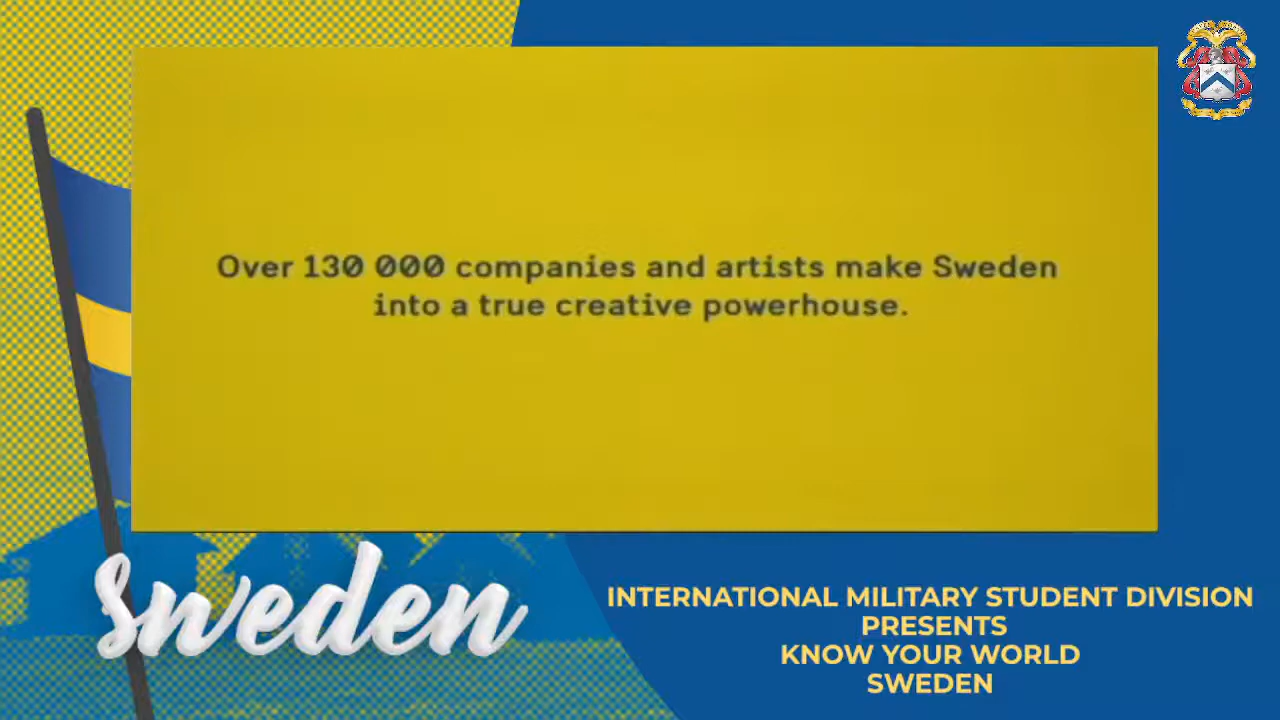 Over 130 000 companies and artists make Sweden
into a true creative powerhouse.
Sweden
INTERNATIONAL MILITARY STUDENT DIVISION
PRESENTS
KNOW YOUR WORLD
SWEDEN